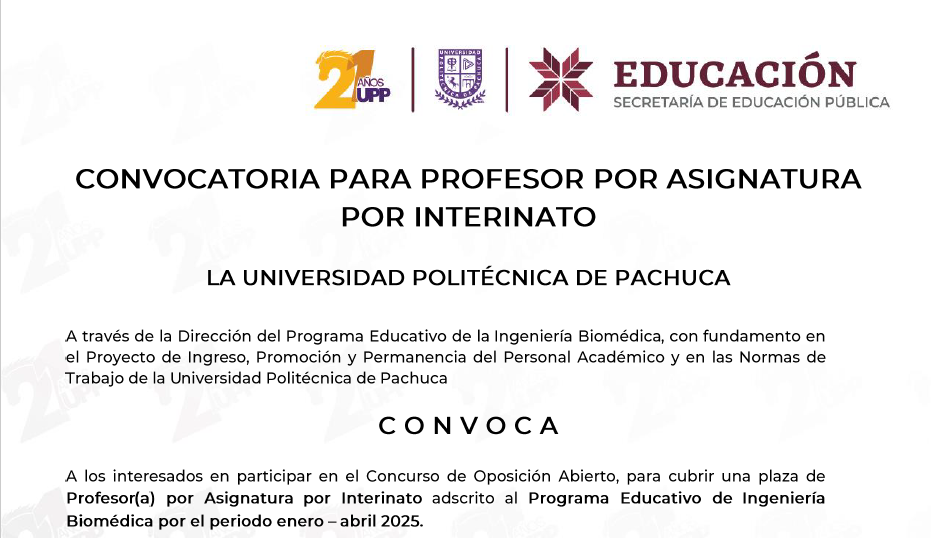 21 AÑOS UPP
UNIVERSIDAD POLITÉCNICA DE PACHUCA
EDUCACIÓN
SECRETARÍA DE EDUCACIÓN PÚBLICA
CONVOCATORIA PARA PROFESOR POR ASIGNATURA
POR INTERINATO
LA UNIVERSIDAD POLITÉCNICA DE PACHUCA
A través de la Dirección del Programa Educativo de la Ingeniería Biomédica, con fundamento en
el Proyecto de Ingreso, Promoción y Permanencia del Personal Académico y en las Normas de
Trabajo de la Universidad Politécnica de Pachuca
C O N V O C A
A los interesados en participar en el Concurso de Oposición Abierto, para cubrir una plaza de
Profesor(a) por Asignatura por Interinato adscrito al Programa Educativo de Ingeniería
Biomédica por el periodo enero – abril 2025.